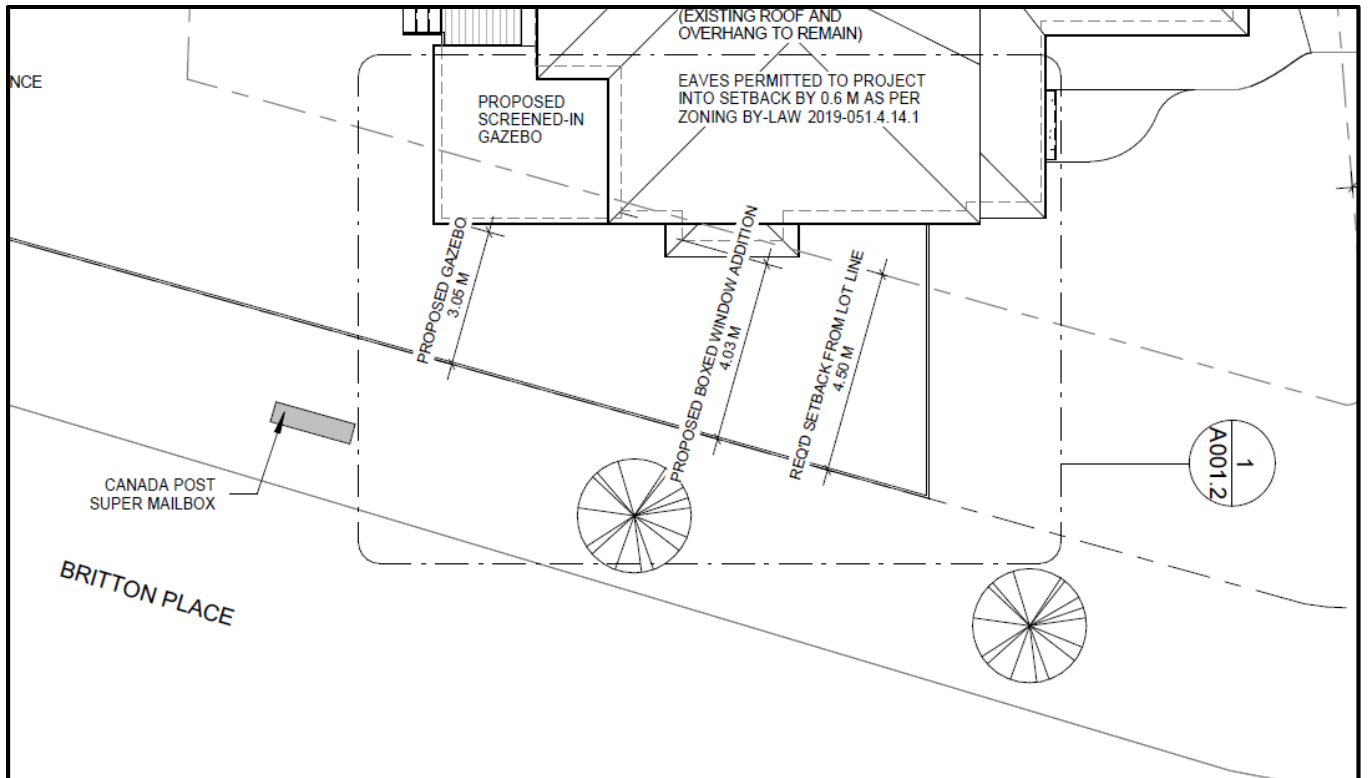 (EXISTING ROOF AND
OVERHANG TO REMAIN)
NCE
EAVES PERMITTED TO PROJECT
INTO SETBACK BY 0.6 M AS PER
ZONING BY-LAW 2019-051.4.14.1
PROPOSED
SCREENED-IN
GAZEBO
PROPOSED GAZEBO
3.05 M
PROPOSED BOXED WINDOW ADDITION
4.03 M
REQ'D SETBACK FROM LOT LINE
4.50 M
1
A001.2
CANADA POST
SUPER MAILBOX
BRITTON PLACE